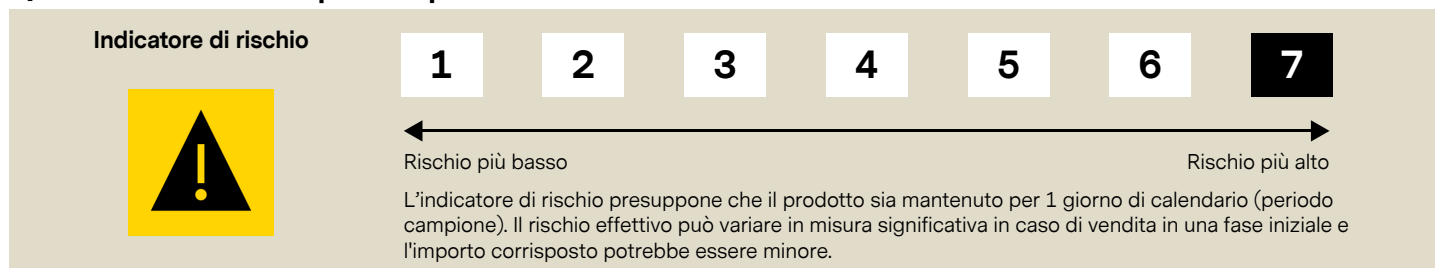 Indicatore di rischio
1 2 3 4 5 6 7
Rischio più basso Rischio più alto
L'indicatore di rischio presuppone che il prodotto sia mantenuto per 1 giorno di calendario (periodo
campione). Il rischio effettivo può variare in misura significativa in caso di vendita in una fase iniziale e
l'importo corrisposto potrebbe essere minore.